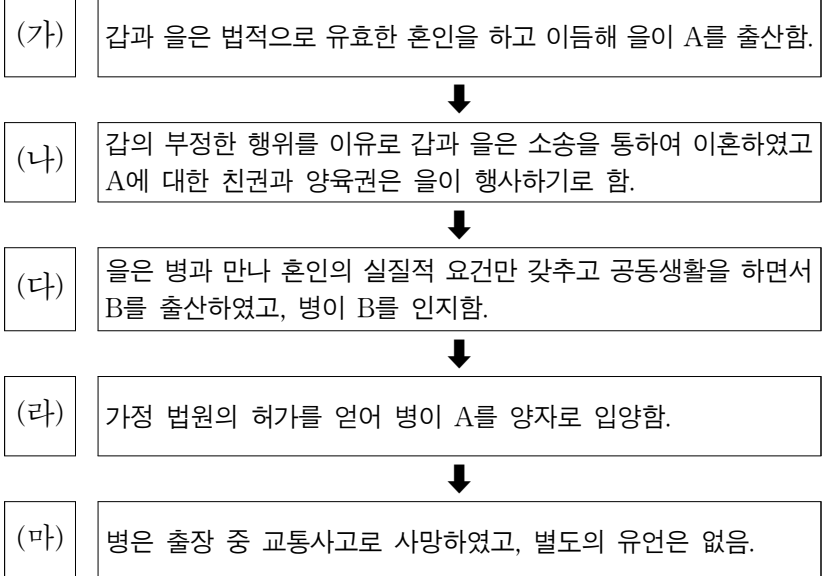 (가) 갑과 을은 법적으로 유효한 혼인을 하고 이듬해 을이 A를 출산함.
(나) 갑의 부정한 행위를 이유로 갑과 을은 소송을 통하여 이혼하였고
A에 대한 친권과 양육권은 을이 행사하기로 함.
(다) 을은 병과 만나 혼인의 실질적 요건만 갖추고 공동생활을 하면서
B를 출산하였고, 병이 B를 인지함.
(라) 가정 법원의 허가를 얻어 병이 A를 양자로 입양함.
(마) 병은 출장 중 교통사고로 사망하였고, 별도의 유언은 없음.